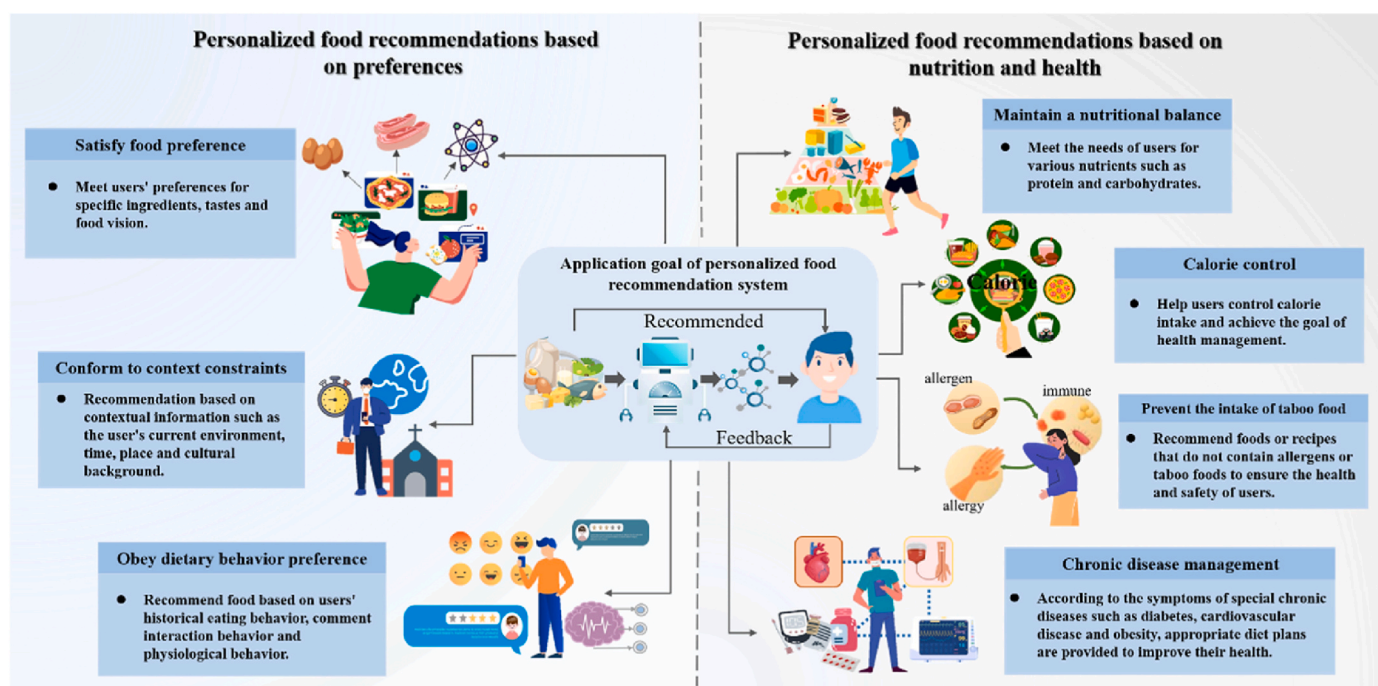 Personalized food recommendations based
on preferences
Satisfy food preference
● Meet users' preferences for
specific ingredients, tastes and
food vision.
Conform to context constraints
● Recommendation based on
contextual information such as
the user's current environment,
time, place and cultural
background.
Obey dietary behavior preference
● Recommend food based on users'
historical eating behavior, comment
interaction behavior and
physiological behavior.
Application goal of personalized food
recommendation system
Recommended
Feedback
Personalized food recommendations based on
nutrition and health
Maintain a nutritional balance
● Meet the needs of users for
various nutrients such as
protein and carbohydrates.
Calorie
Calorie control
● Help users control calorie
intake and achieve the goal of
health management.
allergen
immune
allergy
Prevent the intake of taboo food
● Recommend foods or recipes
that do not contain allergens or
taboo foods to ensure the health
and safety of users.
Chronic disease management
● According to the symptoms of special chronic
diseases such as diabetes, cardiovascular
disease and obesity, appropriate diet plans
are provided to improve their health.